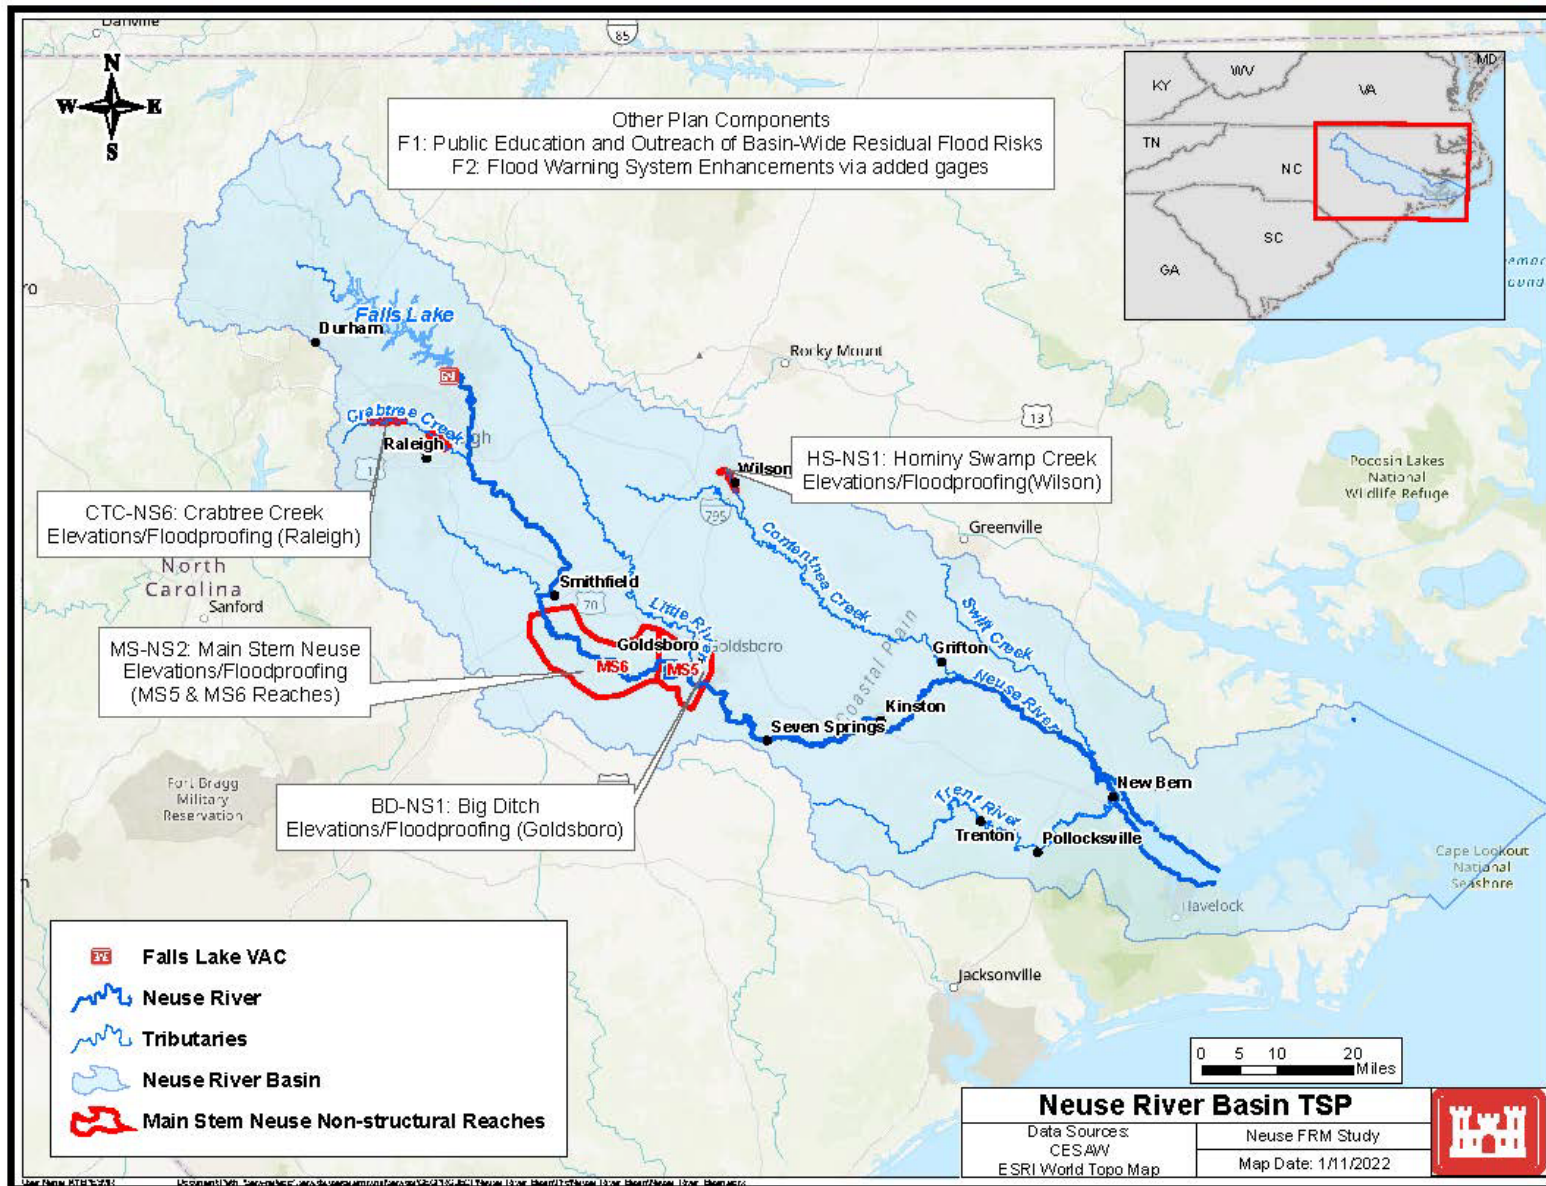 Danville
85
N
W E
S
Other Plan Components
F1: Public Education and Outreach of Basin-Wide Residual Flood Risks
F2: Flood Warning System Enhancements via added gages
KY
WV
MD
VA
TN
NC
SC
GA
Falls Lake
Durham
Rocky Mount
13
Crabtree Creek
Raleigh
HS-NS1: Hominy Swamp Creek
Elevations/Floodproofing(Wilson)
Wilson
795
Pocosin Lakes
National
Wildlife Refuge
CTC-NS6: Crabtree Creek
Elevations/Floodproofing (Raleigh)
Greenville
Contentnea Creek
North
Carolina
Sanford
Smithfield
70
Little River
Swift Creek
Coastal Plain
MS-NS2: Main Stem Neuse
Elevations/Floodproofing
(MS5 & MS6 Reaches)
Goldsboro
Goldsboro
MS6
MS5
Grifton
Neuse River
Kinston
Seven Springs
Fort Bragg
Military
Reservation
BD-NS1: Big Ditch
Elevations/Floodproofing (Goldsboro)
New Bern
Trent River
Trenton
Pollocksville
Cape Lookout
National
Seashore
Havelock
Jacksonville
Falls Lake VAC
Neuse River
Tributaries
Neuse River Basin
Main Stem Neuse Non-structural Reaches
0 5 10 20
Miles
Neuse River Basin TSP
Data Sources:
CESAW
ESRI World Topo Map
Neuse FRM Study
Map Date: 1/11/2022